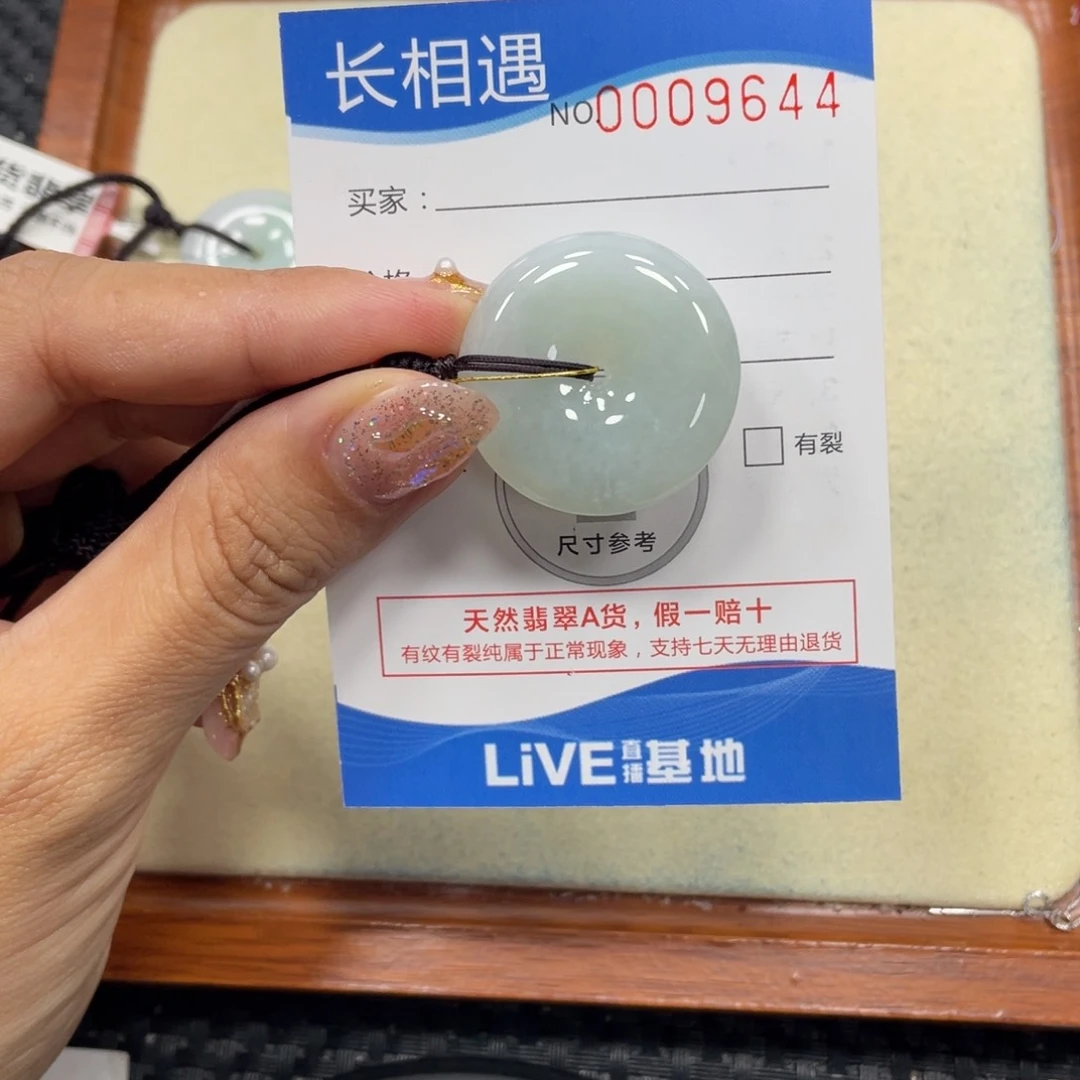 长相遇
NO.0009644
买家：
有裂
尺寸参考
天然翡翠A货，假一赔十
有纹有裂纯属于正常现象，支持七天无理由退货
LiVE直播基地